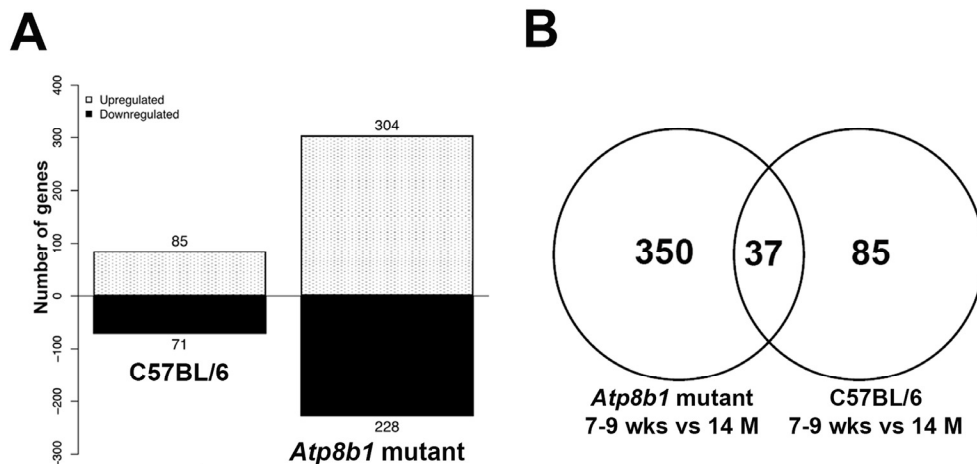 A
400
300
200
100
0
-100
-200
-300
Number of genes
Upregulated
Downregulated
85
71
C57BL/6
304
228
Atp8b1 mutant
B
350
37
85
Atp8b1 mutant
7-9 wks vs 14 M
C57BL/6
7-9 wks vs 14 M